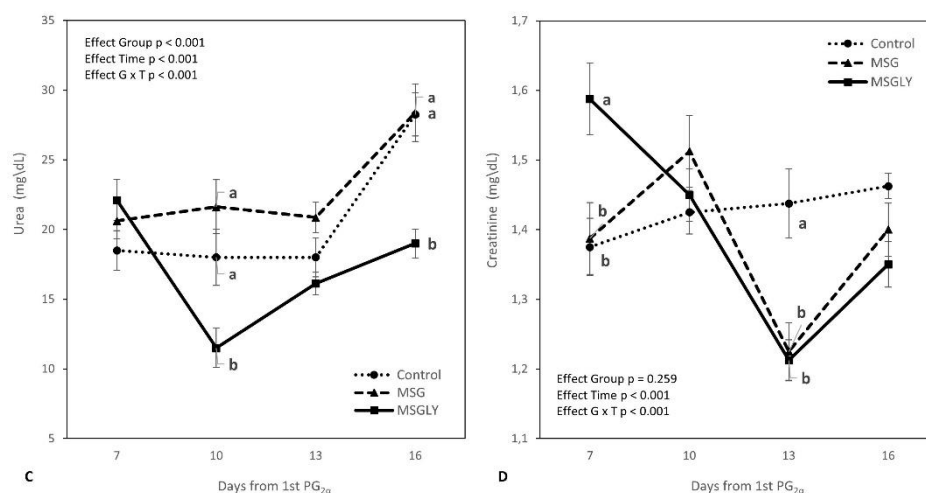 35
30
25
20
15
10
5
Urea (mg\dL)
Effect Group p < 0.001
Effect Time p < 0.001
Effect G x T p < 0.001
a
a
a
a
b
b
Control
MSG
MSGLY
7
10
13
16
C
Days from 1st PG2α
1,7
1,6
1,5
1,4
1,3
1,2
1,1
Creatinine (mg\dL)
Control
MSG
MSGLY
a
b
b
a
b
b
Effect Group p = 0.259
Effect Time p < 0.001
Effect G x T p < 0.001
7
10
13
16
D
Days from 1st PG2α